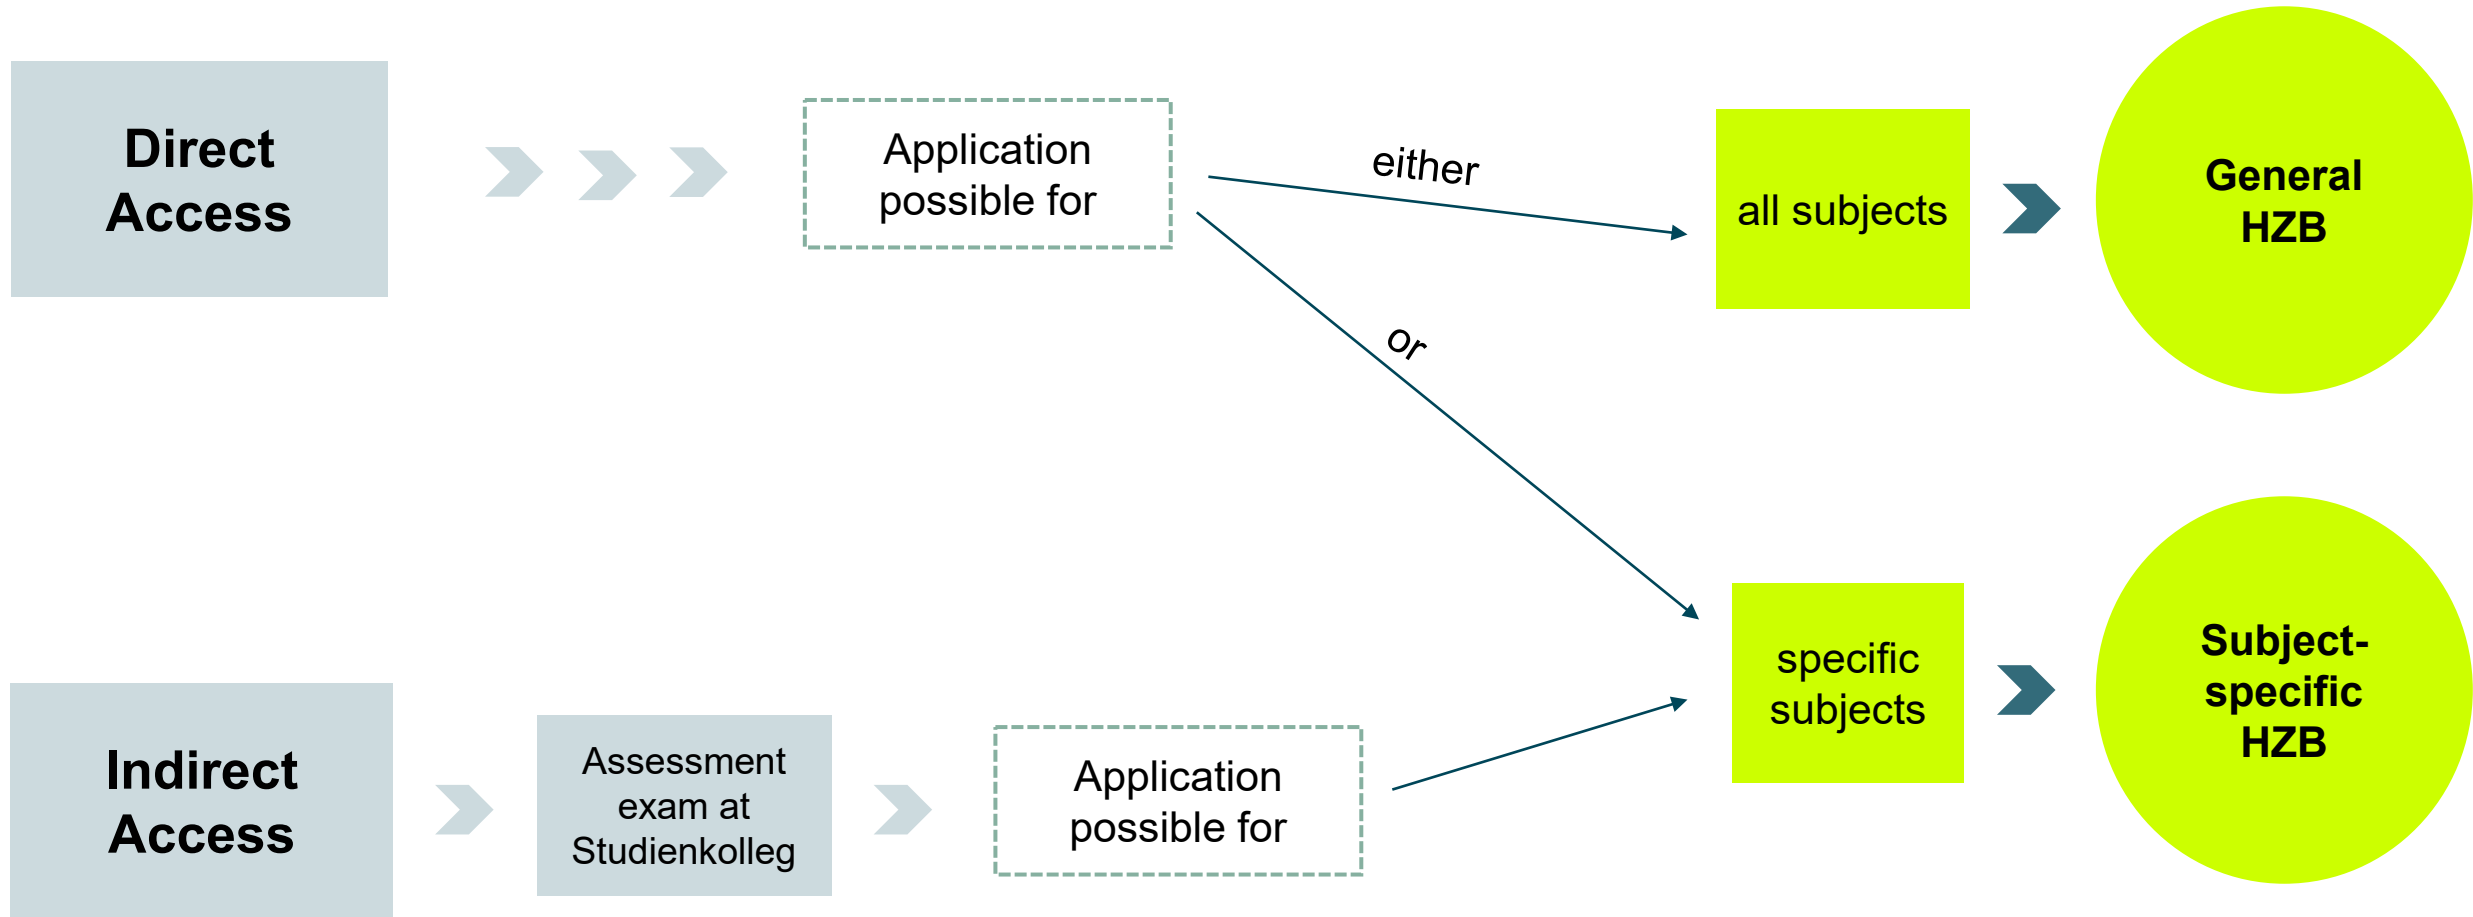 Direct
Access
Application
possible for
either
or
all subjects
General
HZB
Indirect
Access
Assessment
exam at
Studienkolleg
Application
possible for
specific
subjects
Subject-
specific
HZB